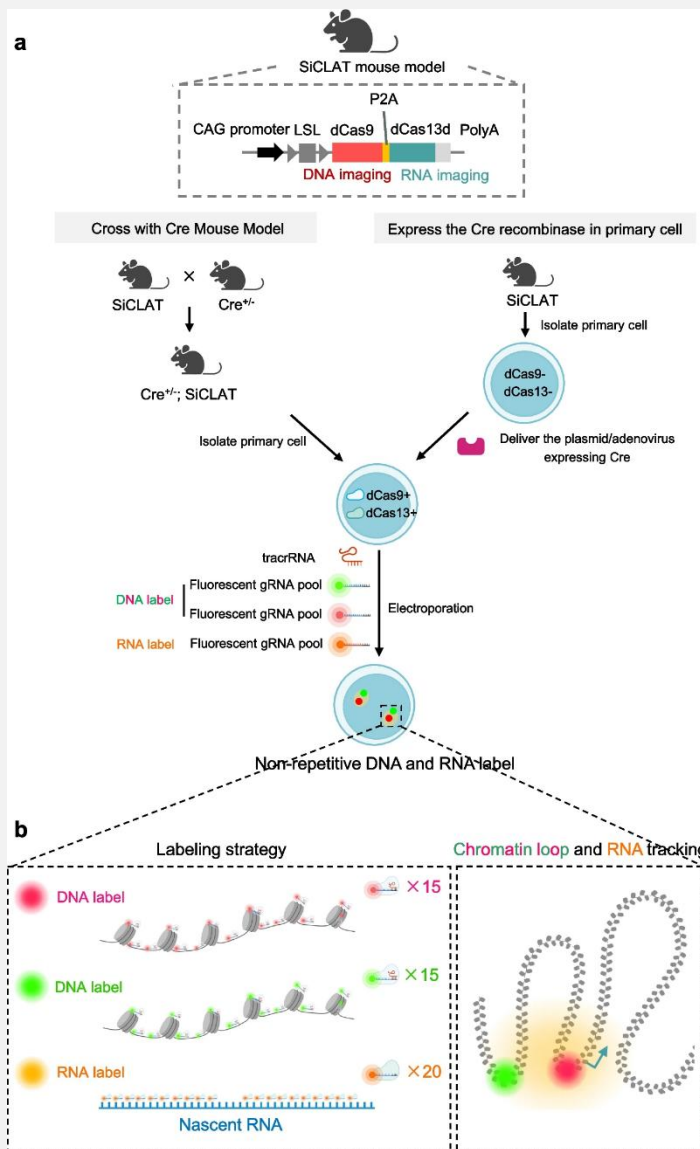 a
SiCLAT mouse model
P2A
CAG promoter LSL dCas9 dCas13d PolyA
DNA imaging RNA imaging
Cross with Cre Mouse Model
SiCLAT × Cre+/-
Cre+/-; SiCLAT
Isolate primary cell
Express the Cre recombinase in primary cell
SiCLAT
Isolate primary cell
dCas9-
dCas13-
Deliver the plasmid/adenovirus
expressing Cre
dCas9+
dCas13+
tracrRNA
DNA label
Fluorescent gRNA pool
Fluorescent gRNA pool
RNA label Fluorescent gRNA pool
Electroporation
Non-repetitive DNA and RNA label
b
Labeling strategy
DNA label ×15
DNA label ×15
RNA label ×20
Nascent RNA
Chromatin loop and RNA tracking